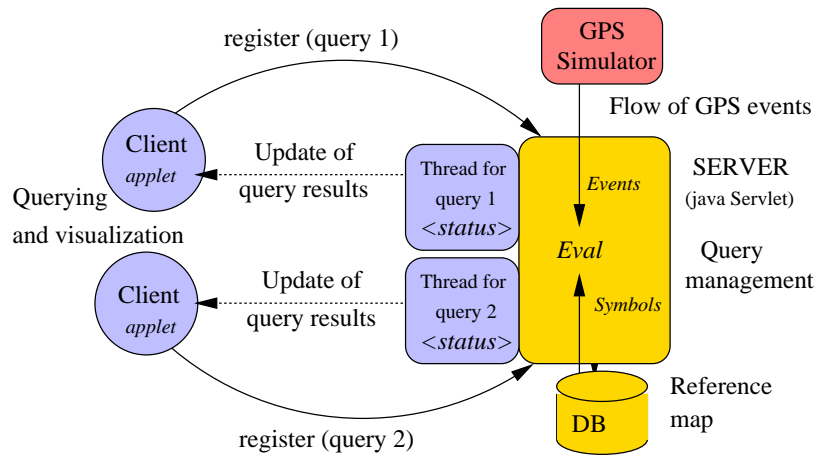 register (query 1)
GPS
Simulator
Flow of GPS events
Client
applet
Update of
query results
Thread for
query 1
<status>
Events
SERVER
(java Servlet)
Querying
and visualization
Eval
Query
management
Client
applet
Update of
query results
Thread for
query 2
<status>
Symbols
DB
Reference
map
register (query 2)